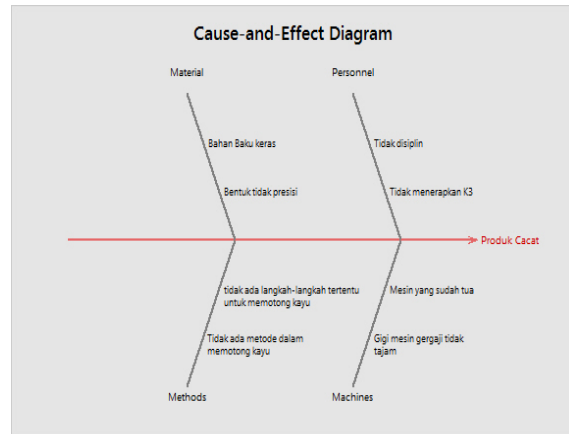 Cause-and-Effect Diagram
Material
Personnel
Bahan Baku keras
Tidak disiplin
Bentuk tidak presisi
Tidak menerapkan K3
Produk Cacat
tidak ada langkah-langkah tertentu
untuk memotong kayu
Mesin yang sudah tua
Tidak ada metode dalam
memotong kayu
Gigi mesin gergaji tidak
tajam
Methods
Machines